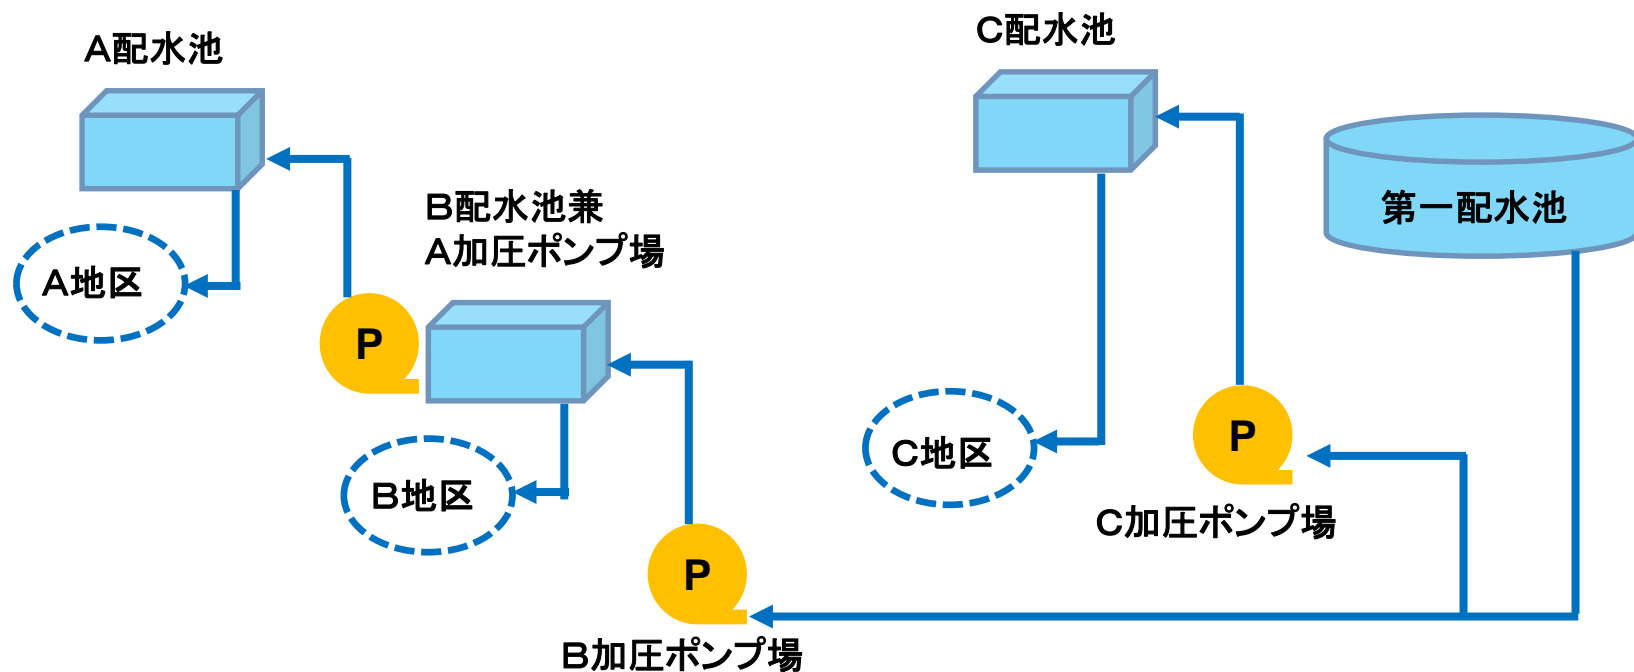 A配水池
C配水池
第一配水池
B配水池兼
A加圧ポンプ場
A地区
P
P
C地区
B地区
C加圧ポンプ場
P
B加圧ポンプ場